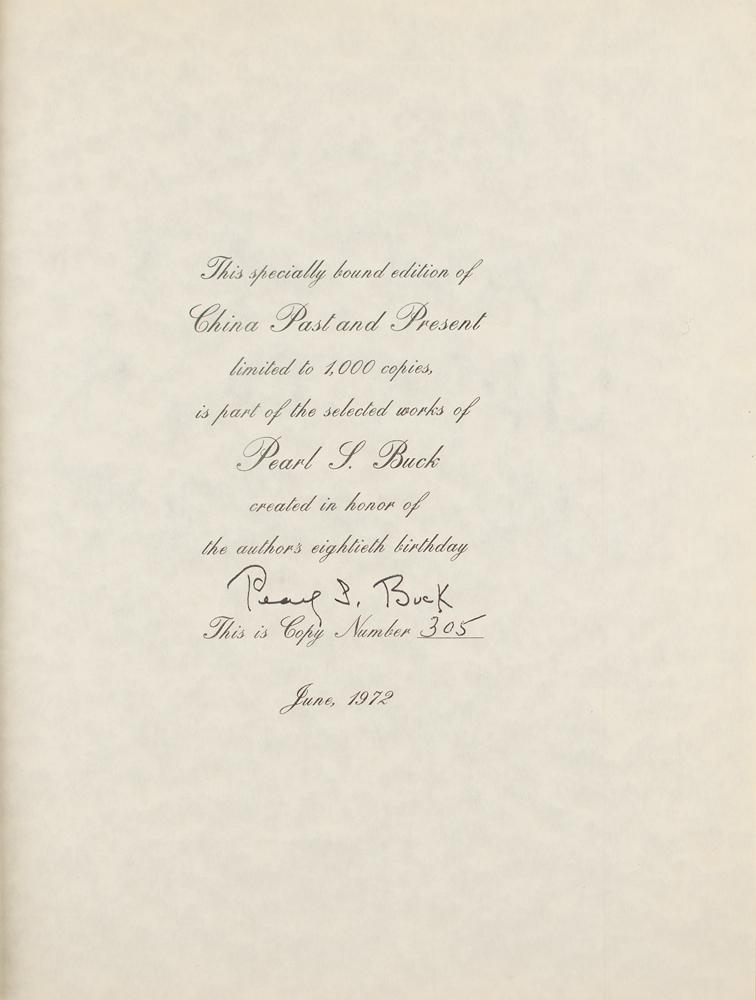 This specially bound edition of
China Past and Present
limited to 1,000 copies,
is part of the selected works of
Pearl S. Buck
created in honor of
the author's eightieth birthday
Pearl S. Buck
This is Copy Number 305
June, 1972